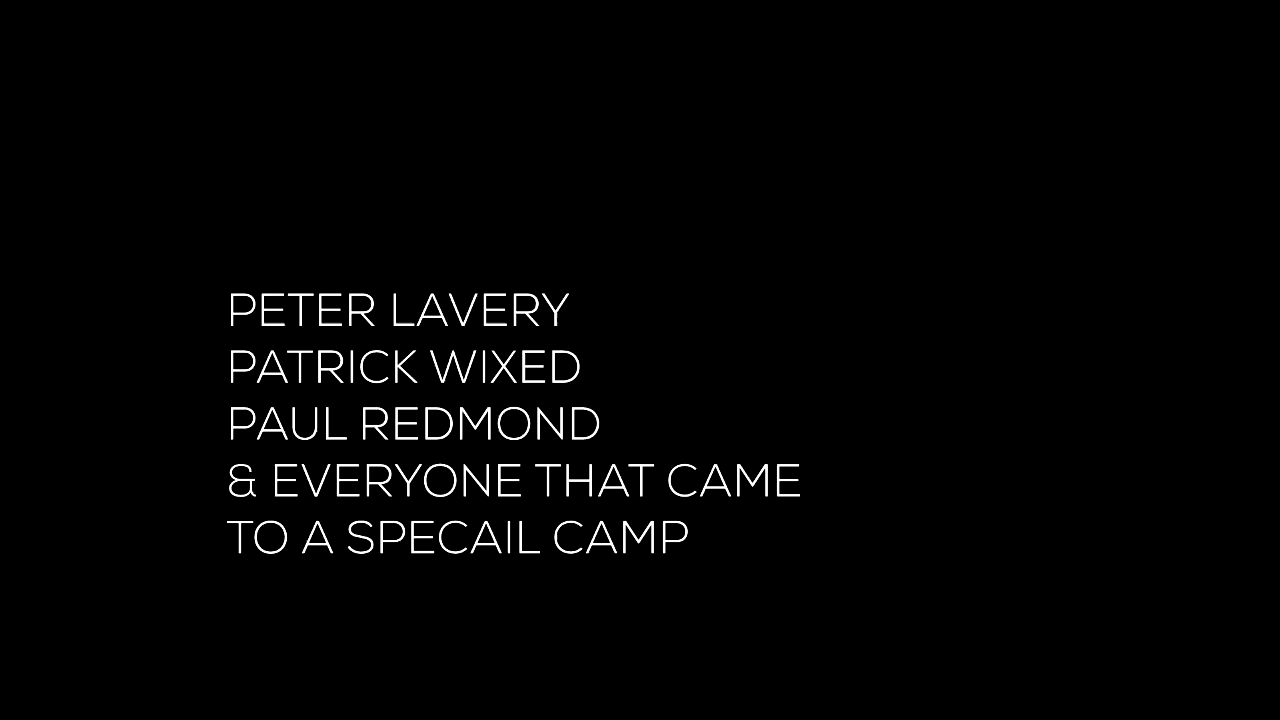 PETER LAVERY
PATRICK WIXED
PAUL REDMOND
& EVERYONE THAT CAME
TO A SPECAIL CAMP